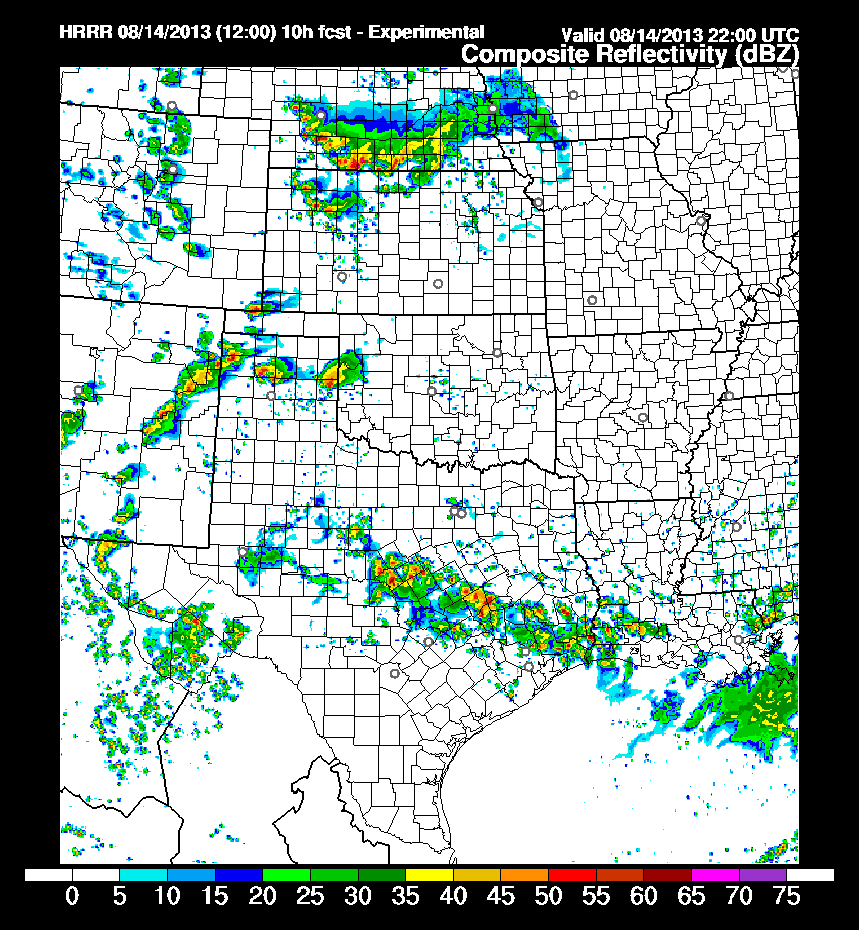 HRRR 08/14/2013 (12:00) 10h fcst - Experimental
Valid 08/14/2013 22:00 UTC
Composite Reflectivity (dBZ)
0 5 10 15 20 25 30 35 40 45 50 55 60 65 70 75